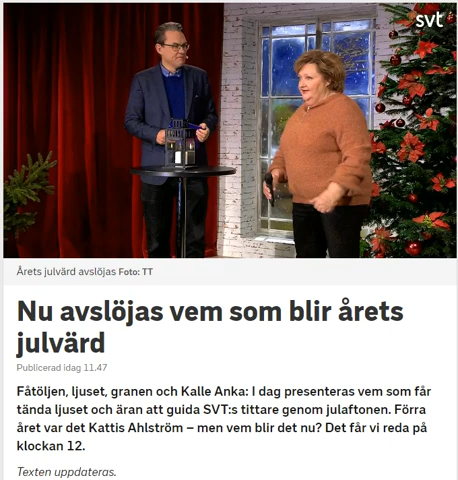 svt
Årets julvärd avslöjas Foto: TT
Nu avslöjas vem som blir årets
julvärd
Publicerad idag 11.47
Fåtöljen, ljuset, granen och Kalle Anka: I dag presenteras vem som får
tända ljuset och äran att guida SVT:s tittare genom julaftonen. Förra
året var det Kattis Ahlström – men vem blir det nu? Det får vi reda på
klockan 12.
Texten uppdateras.